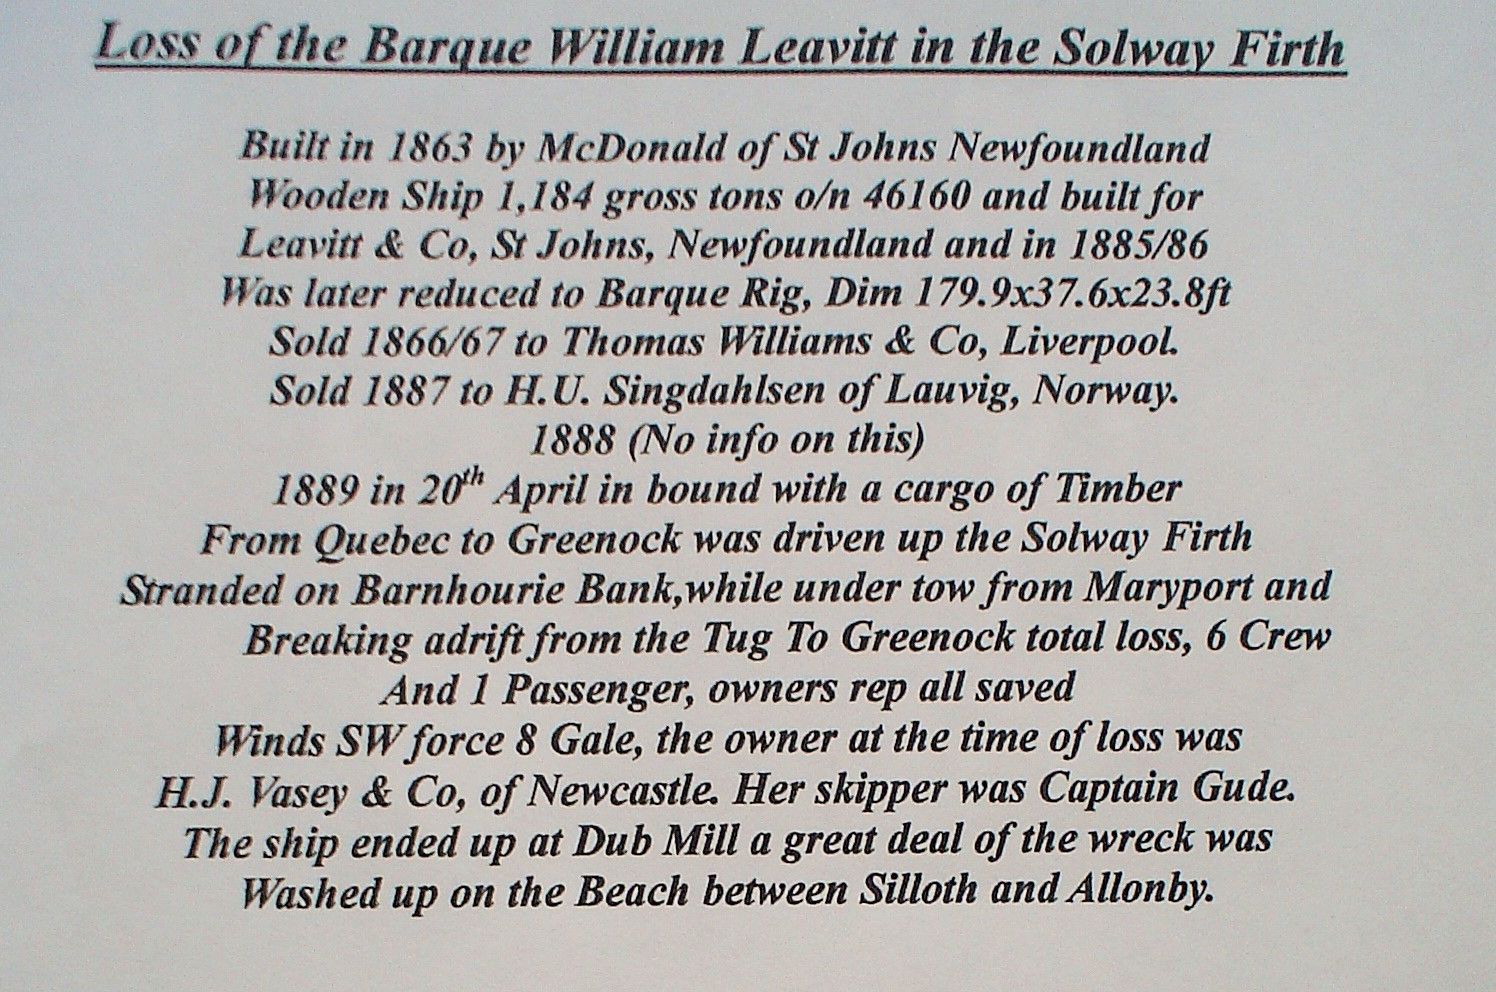 Loss of the Barque William Leavitt in the Solway Firth
Built in 1863 by McDonald of St Johns Newfoundland
Wooden Ship 1,184 gross tons o/n 46160 and built for
Leavitt & Co, St Johns, Newfoundland and in 1885/86
Was later reduced to Barque Rig, Dim 179.9x37.6x23.8ft
Sold 1866/67 to Thomas Williams & Co, Liverpool.
Sold 1887 to H.U. Singdahlsen of Lauvig, Norway.
1888 (No info on this)
1889 in 20th April in bound with a cargo of Timber
From Quebec to Greenock was driven up the Solway Firth
Stranded on Barnhourie Bank,while under tow from Maryport and
Breaking adrift from the Tug To Greenock total loss, 6 Crew
And 1 Passenger, owners rep all saved
Winds SW force 8 Gale, the owner at the time of loss was
H.J. Vasey & Co, of Newcastle. Her skipper was Captain Gude.
The ship ended up at Dub Mill a great deal of the wreck was
Washed up on the Beach between Silloth and Allonby.